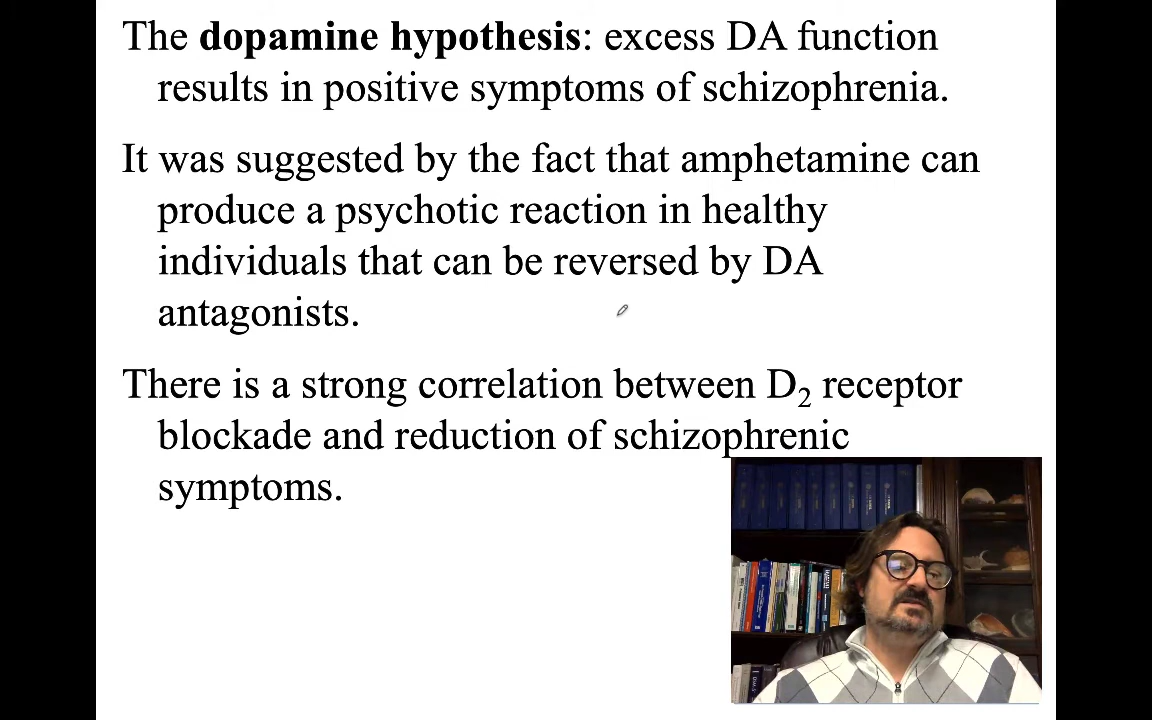 The dopamine hypothesis: excess DA function
results in positive symptoms of schizophrenia.
It was suggested by the fact that amphetamine can
produce a psychotic reaction in healthy
individuals that can be reversed by DA
antagonists.
There is a strong correlation between D₂ receptor
blockade and reduction of schizophrenic
symptoms.